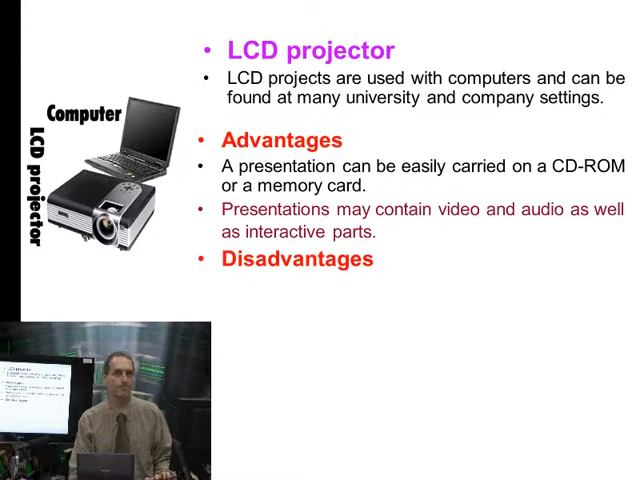 LCD projector
LCD projects are used with computers and can be
found at many university and company settings.
Computer
LCD projector
Advantages
A presentation can be easily carried on a CD-ROM
or a memory card.
Presentations may contain video and audio as well
as interactive parts.
Disadvantages